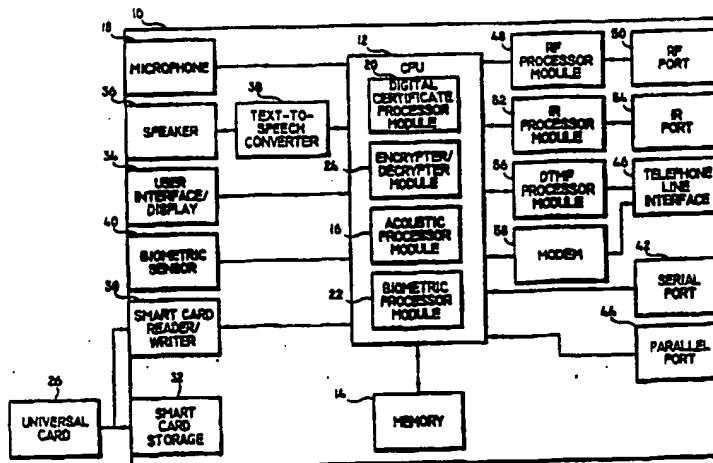 10
18
MICROPHONE
36
SPEAKER
38
TEXT-TO-
SPEECH
CONVERTER
34
USER
INTERFACE/
DISPLAY
40
BIOMETRIC
SENSOR
30
SMART CARD
READER/
WRITER
26
UNIVERSAL
CARD
32
SMART
CARD
STORAGE
12
CPU
20
DIGITAL
CERTIFICATE
PROCESSOR
MODULE
24
ENCRYPTER/
DECRYPTER
MODULE
16
ACOUSTIC
PROCESSOR
MODULE
22
BIOMETRIC
PROCESSOR
MODULE
14
MEMORY
48
RF
PROCESSOR
MODULE
50
RF
PORT
52
IR
PROCESSOR
MODULE
54
IR
PORT
56
DTMF
PROCESSOR
MODULE
46
TELEPHONE
LINE
INTERFACE
58
MODEM
42
SERIAL
PORT
44
PARALLEL
PORT